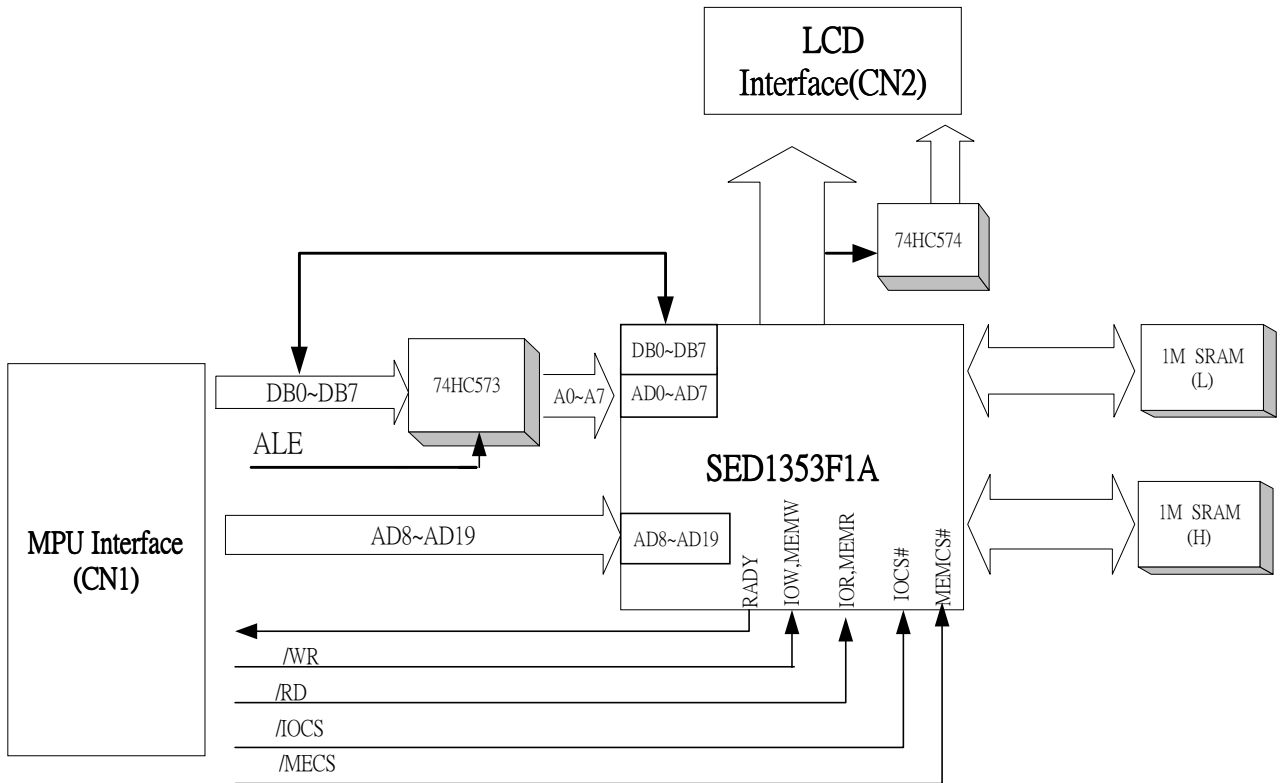 LCD
Interface(CN2)
74HC574
DB0~DB7
1M SRAM
(L)
74HC573
DB0~DB7
A0~A7
AD0~AD7
ALE
SED1353F1A
1M SRAM
(H)
MPU Interface
(CN1)
AD8~AD19
AD8~AD19
RADY
IOW,MEMW
IOR,MEMR
IOCS#
MEMCS#
/WR
/RD
/IOCS
/MECS